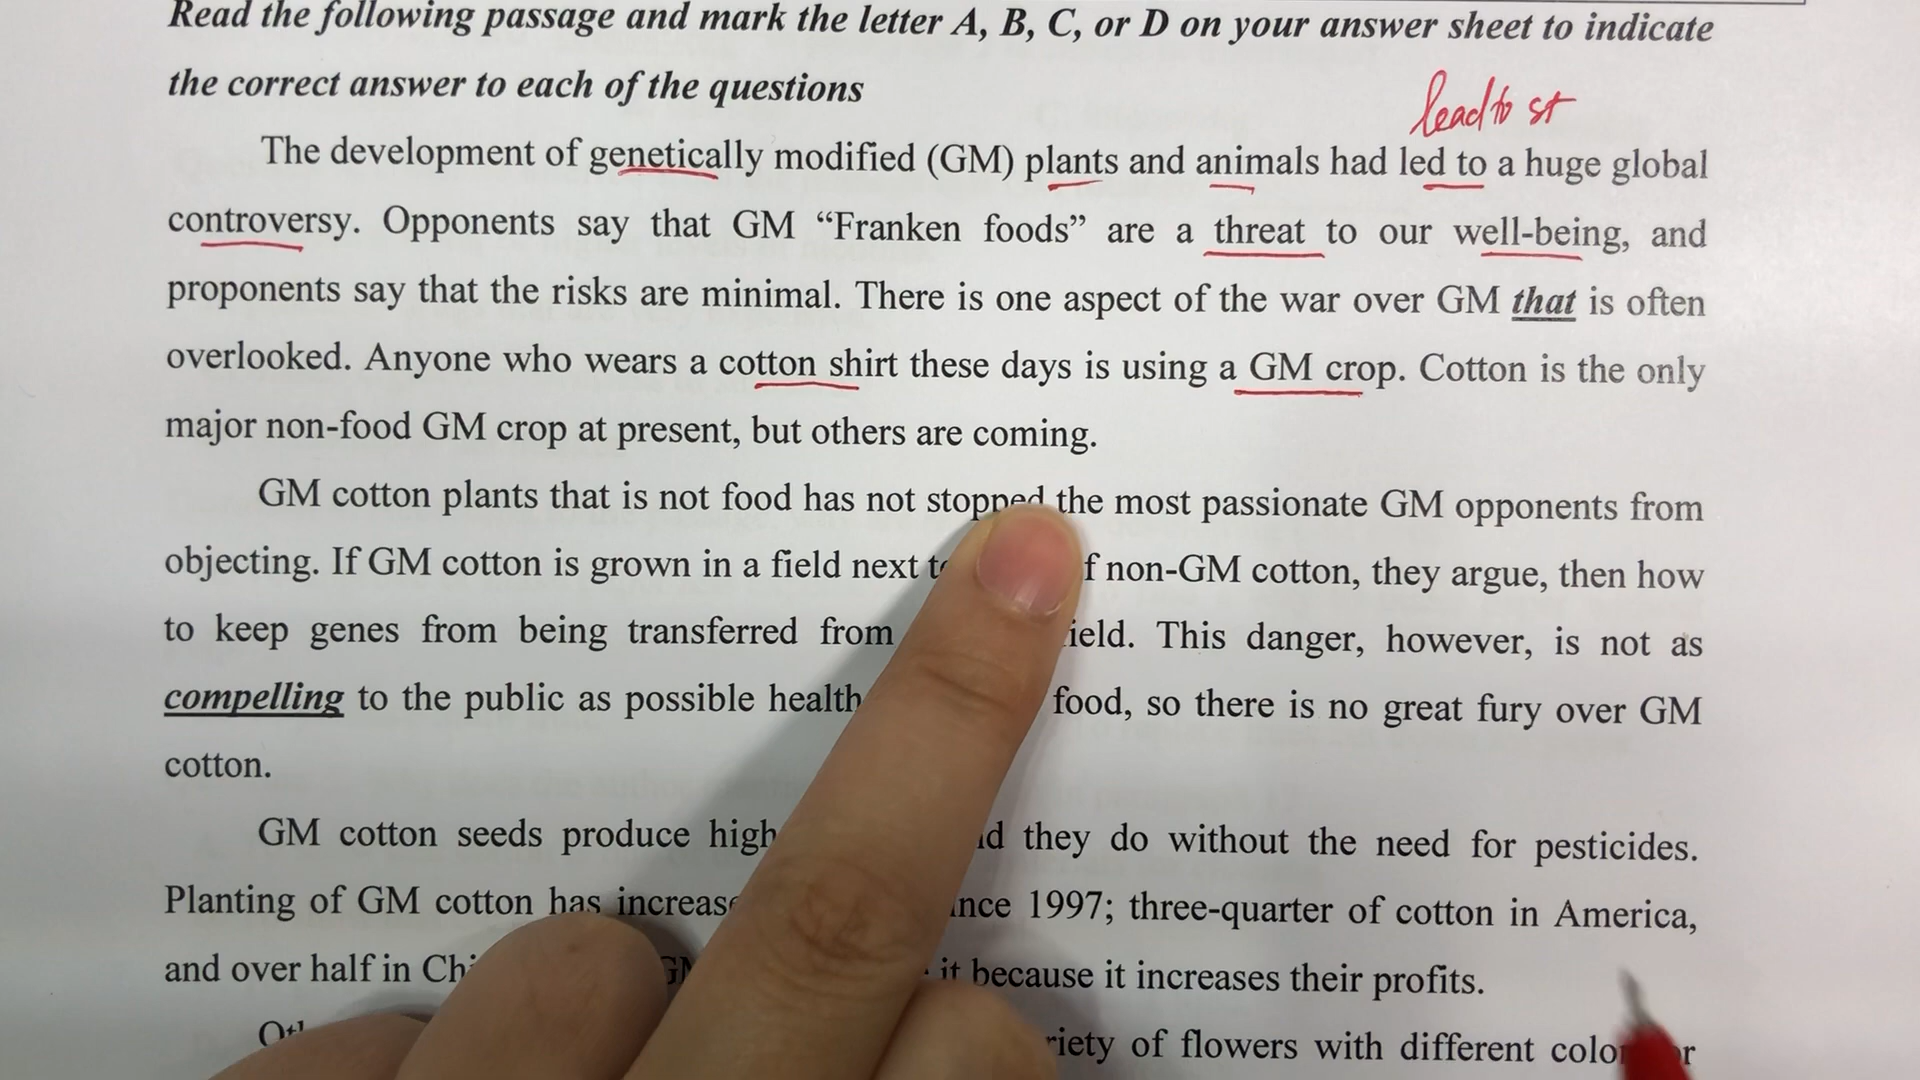 Read the following passage and mark the letter A, B, C, or D on your answer sheet to indicate
the correct answer to each of the questions
lead to st
The development of genetically modified (GM) plants and animals had led to a huge global
controversy. Opponents say that GM “Franken foods” are a threat to our well-being, and
proponents say that the risks are minimal. There is one aspect of the war over GM that is often
overlooked. Anyone who wears a cotton shirt these days is using a GM crop. Cotton is the only
major non-food GM crop at present, but others are coming.
GM cotton plants that is not food has not stopped the most passionate GM opponents from
objecting. If GM cotton is grown in a field next non-GM cotton, they argue, then how
to keep genes from being transferred from This danger, however, is not as
compelling to the public as possible health food, so there is no great fury over GM
cotton.
GM cotton seeds produce they do without the need for pesticides.
Planting of GM cotton has 1997; three-quarter of cotton in America,
and over half in it because it increases their profits.
of flowers with different